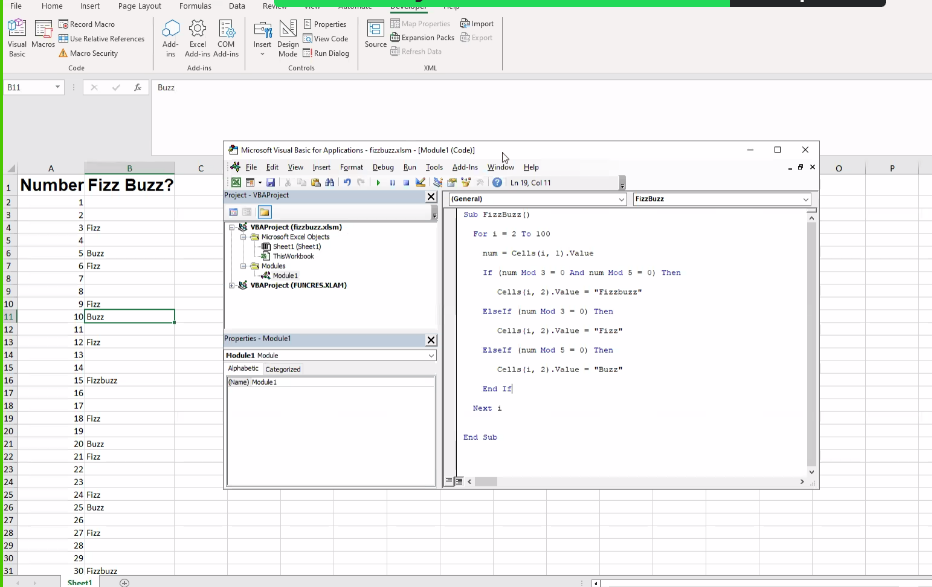 File Home Insert Page Layout Formulas Data
Record Macro
Use Relative References
Macro Security
Visual Basic
Macros
Code
Add-ins
Excel Add-ins
COM Add-ins
Add-ins
Insert
Design Mode
Properties
View Code
Run Dialog
Controls
Source
Map Properties
Expansion Packs
Refresh Data
Import
Export
XML
B11
fx
Buzz
A B C O P
1 Number Fizz Buzz?
2 1
3 2
4 3 Fizz
5 4
6 5 Buzz
7 6 Fizz
8 7
9 8
10 9 Fizz
11 10 Buzz
12 11
13 12 Fizz
14 13
15 14
16 15 Fizzbuzz
17 16
18 17
19 18 Fizz
20 19
21 20 Buzz
22 21 Fizz
23 22
24 23
25 24 Fizz
26 25 Buzz
27 26
28 27 Fizz
29 28
30 29
31 30 Fizzbuzz
Sheet1
Microsoft Visual Basic for Applications - fizzbuzz.xlsm - [Module1 (Code)]
File Edit View Insert Format Debug Run Tools Add-Ins Window Help
Ln 19, Col 11
Project - VBAProject
VBAProject (fizzbuzz.xlsm)
Microsoft Excel Objects
Sheet1 (Sheet1)
ThisWorkbook
Modules
Module1
VBAProject (FUNCRES.XLAM)
Properties - Module1
Module1 Module
Alphabetic Categorized
(Name) Module1
(General) FizzBuzz
Sub FizzBuzz()
For i = 2 To 100
num = Cells(i, 1).Value
If (num Mod 3 = 0 And num Mod 5 = 0) Then
Cells(i, 2).Value = "Fizzbuzz"
ElseIf (num Mod 3 = 0) Then
Cells(i, 2).Value = "Fizz"
ElseIf (num Mod 5 = 0) Then
Cells(i, 2).Value = "Buzz"
End If
Next i
End Sub